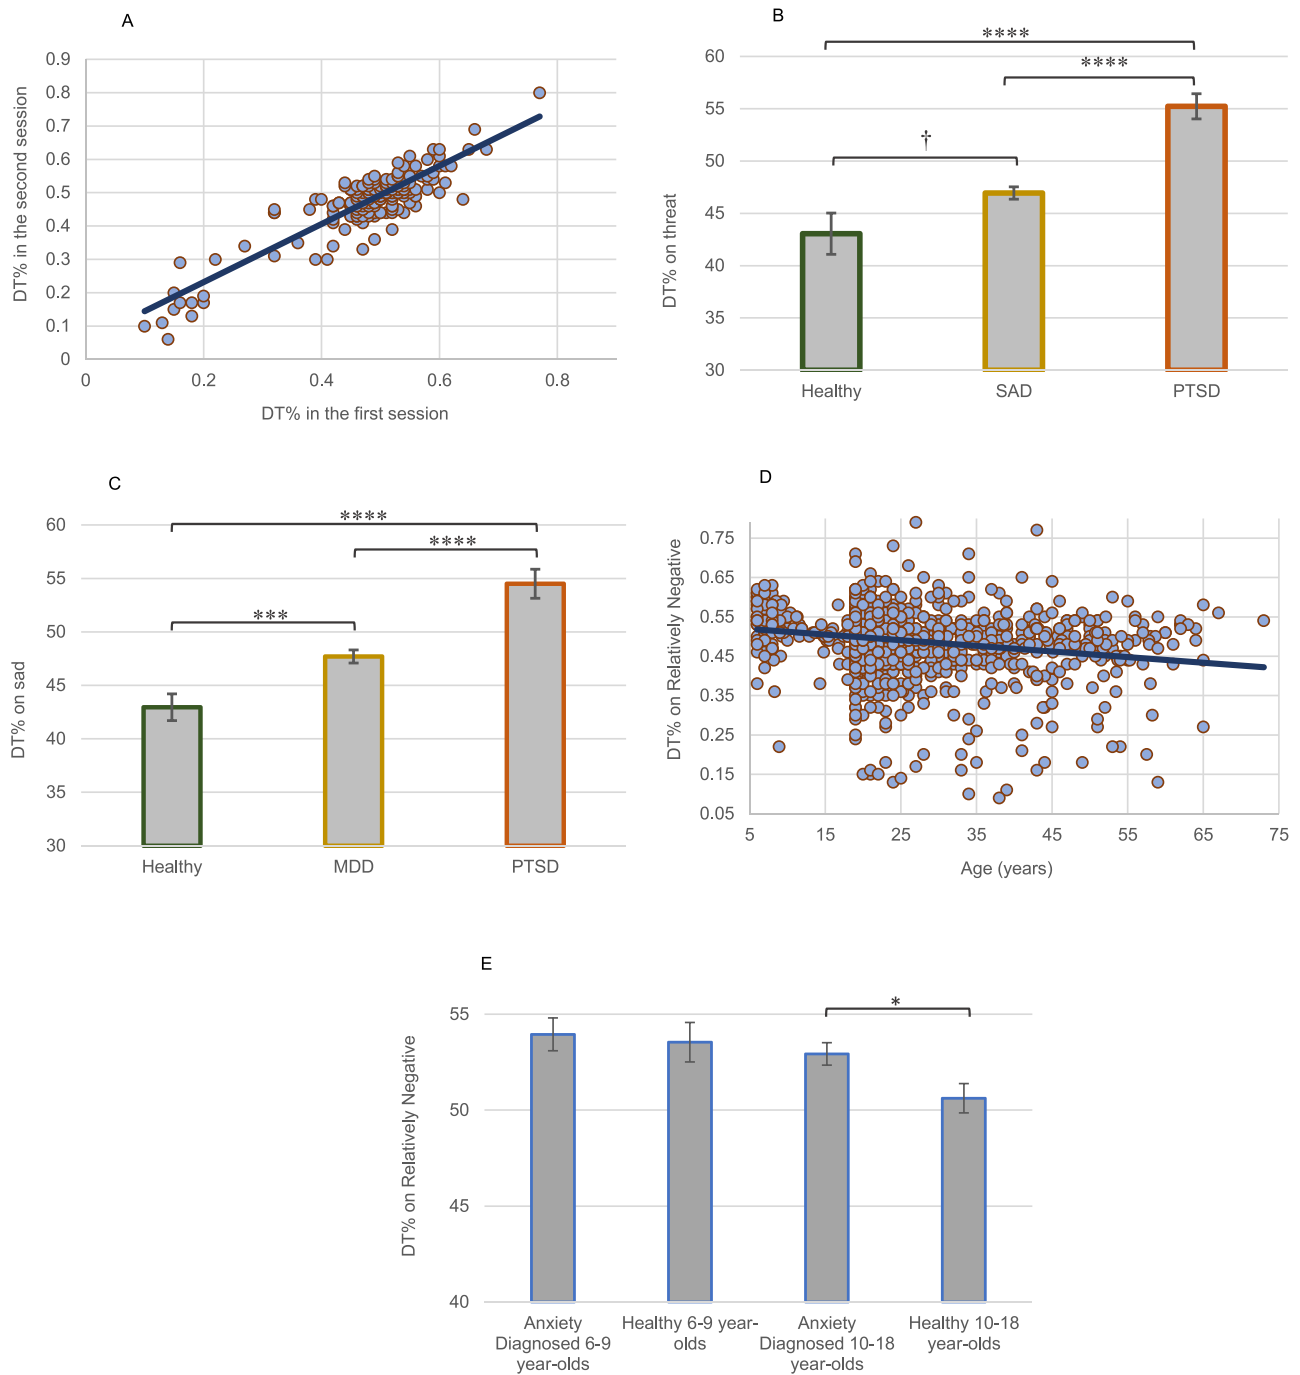 A
DT% in the second session
0.9
0.8
0.7
0.6
0.5
0.4
0.3
0.2
0.1
0
0 0.2 0.4 0.6 0.8
DT% in the first session
B
DT% on threat
60
55
50
45
40
35
30
****
****
†
Healthy SAD PTSD
C
DT% on sad
60
55
50
45
40
35
30
****
****
***
Healthy MDD PTSD
D
DT% on Relatively Negative
0.75
0.65
0.55
0.45
0.35
0.25
0.15
0.05
5 15 25 35 45 55 65 75
Age (years)
E
DT% on Relatively Negative
55
50
45
40
*
Anxiety
Diagnosed 6-9
year-olds
Healthy 6-9 year-
olds
Anxiety
Diagnosed 10-18
year-olds
Healthy 10-18
year-olds